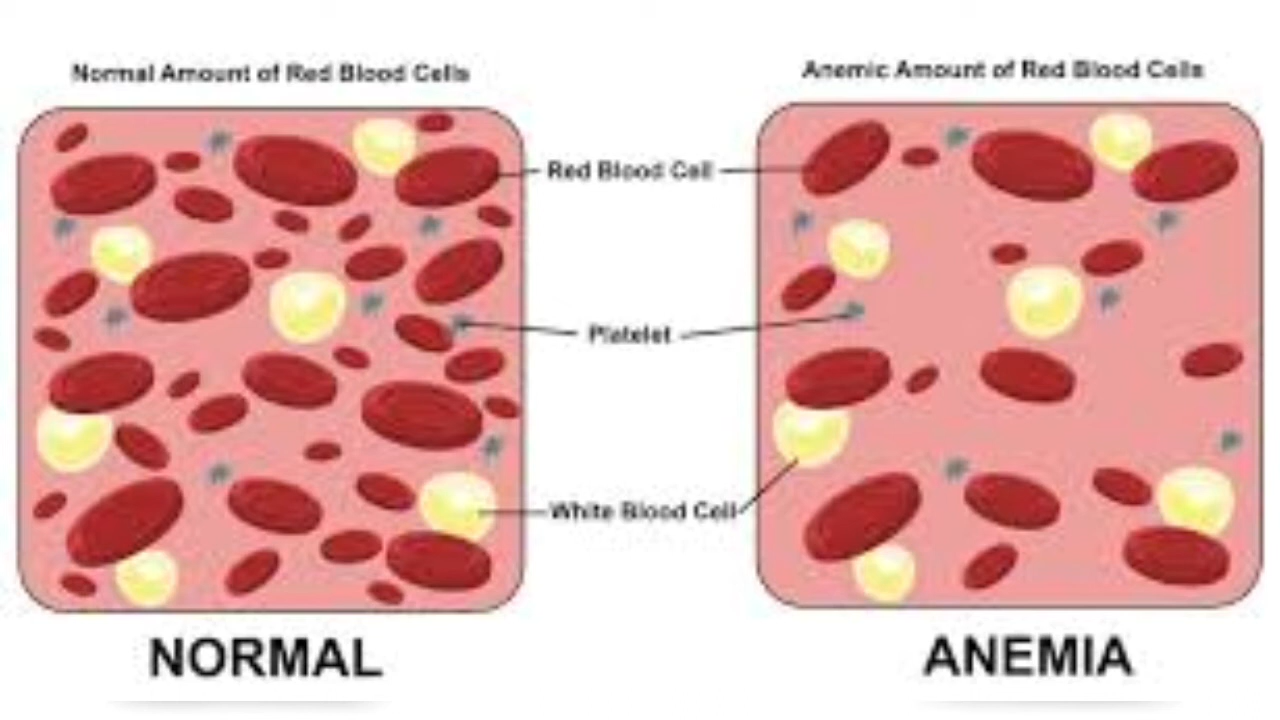 Normal Amount of Red Blood Cells
Anemic Amount of Red Blood Cells
Red Blood Cell
Platelet
White Blood Cell
NORMAL
ANEMIA